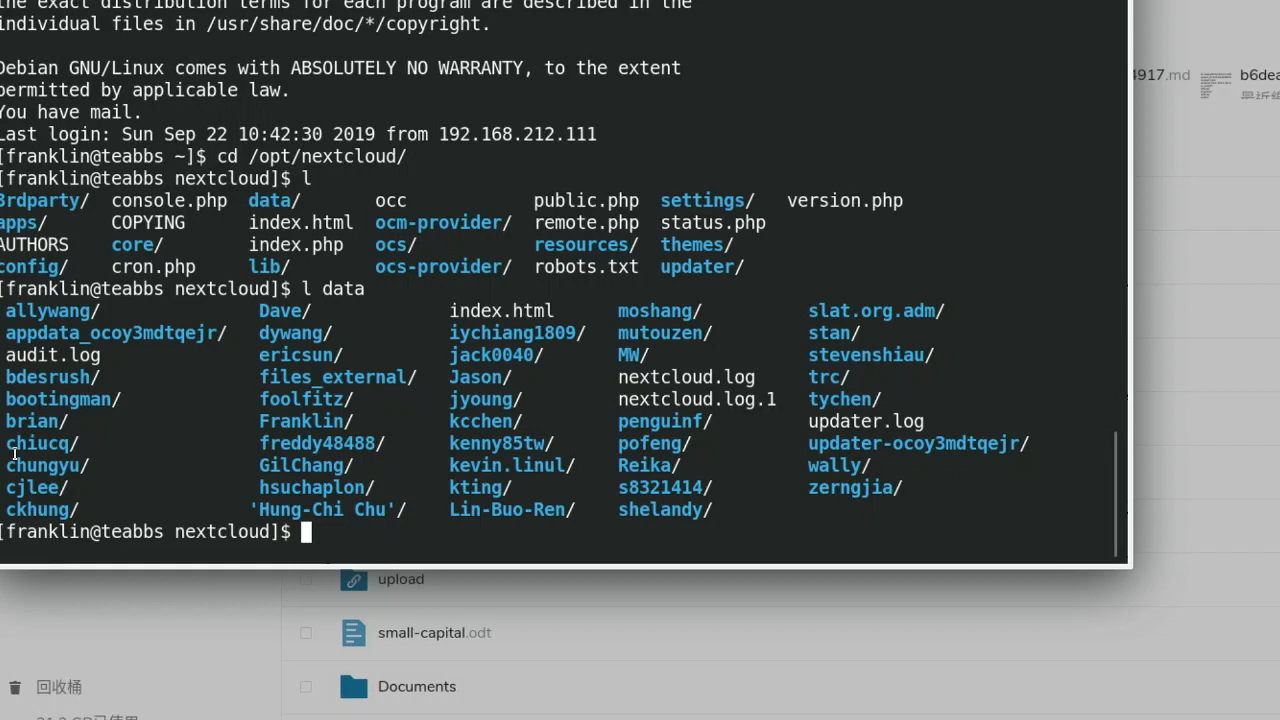 the exact distribution terms for each program are described in the
individual files in /usr/share/doc/*/copyright.
Debian GNU/Linux comes with ABSOLUTELY NO WARRANTY, to the extent
permitted by applicable law.
You have mail.
Last login: Sun Sep 22 10:42:30 2019 from 192.168.212.111
[franklin@teabbs ~]$ cd /opt/nextcloud/
[franklin@teabbs nextcloud]$ l
3rdparty/ console.php data/ occ public.php settings/ version.php
apps/ COPYING index.html ocm-provider/ remote.php status.php
AUTHORS core/ index.php ocs/ resources/ themes/
config/ cron.php lib/ ocs-provider/ robots.txt updater/
[franklin@teabbs nextcloud]$ l data
allywang/ Dave/ index.html moshang/ slat.org.adm/
appdata_ocoy3mdtqejr/ dywang/ iychiang1809/ mutouzen/ stan/
audit.log ericsun/ jack0040/ MW/ stevenshiau/
bdesrush/ files_external/ Jason/ nextcloud.log trc/
bootingman/ foolfitz/ jyoung/ nextcloud.log.1 tychen/
brian/ Franklin/ kcchen/ penguinf/ updater.log
chiucq/ freddy48488/ kenny85tw/ pofeng/ updater-ocoy3mdtqejr/
chungyu/ GilChang/ kevin.linul/ Reika/ wally/
cjlee/ hsuchaplon/ kting/ s8321414/ zerngjia/
ckhung/ 'Hung-Chi Chu'/ Lin-Buo-Ren/ shelandy/
[franklin@teabbs nextcloud]$
4917.md b6dea
upload
small-capital.odt
回收桶
Documents